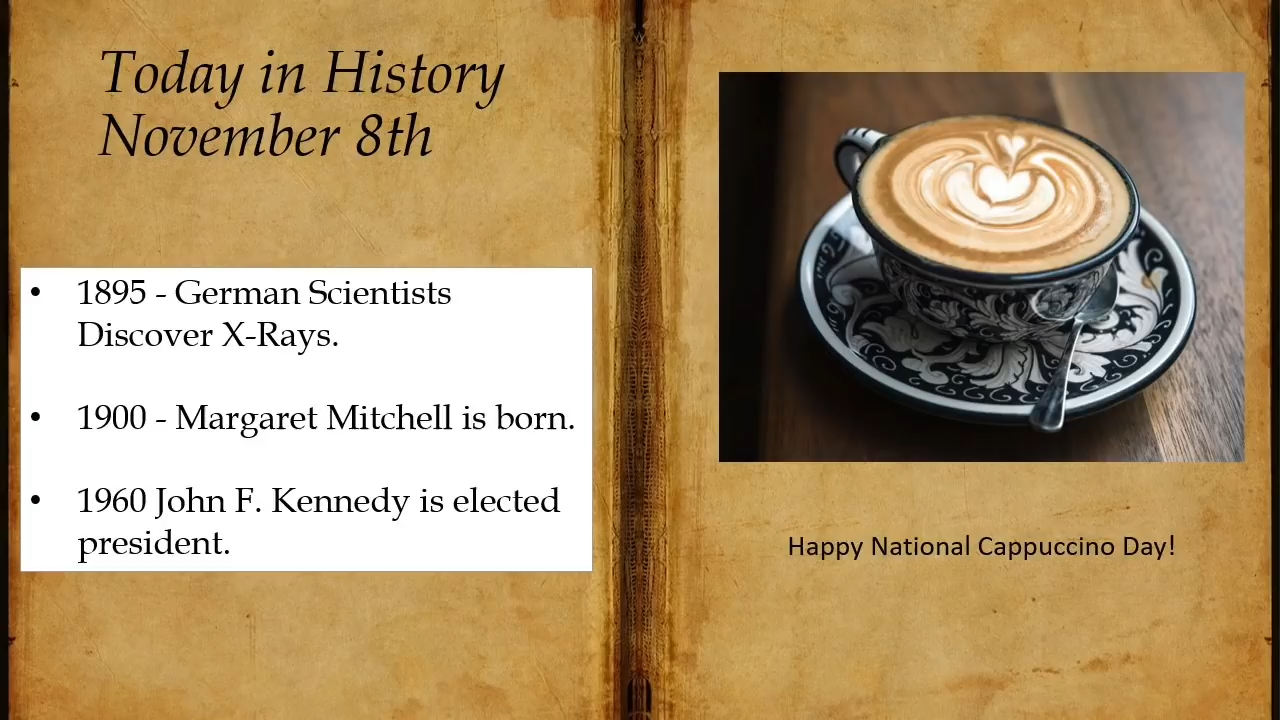 Today in History
November 8th
• 1895 - German Scientists
Discover X-Rays.
• 1900 - Margaret Mitchell is born.
• 1960 John F. Kennedy is elected
president.
Happy National Cappuccino Day!